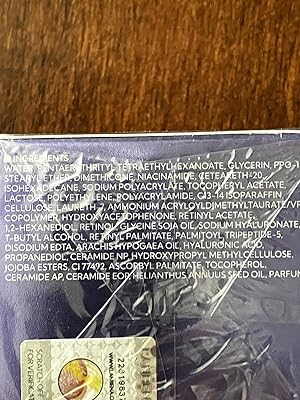 INGREDIENTS
WATER, PENTAERYTHRITYL TETRAETHYLHEXANOATE, GLYCERIN, PPG-1
STEARYL ETHER, DIMETHICONE, NIACINAMIDE, CETEARETH-20,
ISOHEXADECANE, SODIUM POLYACRYLATE, TOCOPHERYL ACETATE,
LACTOSE, POLYETHYLENE, POLYACRYLAMIDE, C13-14 ISOPARAFFIN
CELLULOSE, LAURETH-7, AMMONIUM ACRYLOYLDIMETHYLTAURATE/VP
COPOLYMER, HYDROXYACETOPHENONE, RETINYL ACETATE,
1,2-HEXANEDIOL, RETINOL, GLYCINE SOJA OIL, SODIUM HYALURONATE,
T-BUTYL ALCOHOL, RETINYL PALMITATE, PALMITOYL TRIPEPTIDE-5,
DISODIUM EDTA, ARACHIS HYPOGAEA OIL, HYALURONIC ACID,
PROPANEDIOL, CERAMIDE NP, HYDROXYPROPYL METHYLCELLULOSE,
JOJOBA ESTERS, CI 77492, ASCORBYL PALMITATE, TOCOPHEROL,
CERAMIDE AP, CERAMIDE EOP, HELIANTHUS ANNUUS SEED OIL, PARFUM
SCRATCH OFF
FOR VERIFICA